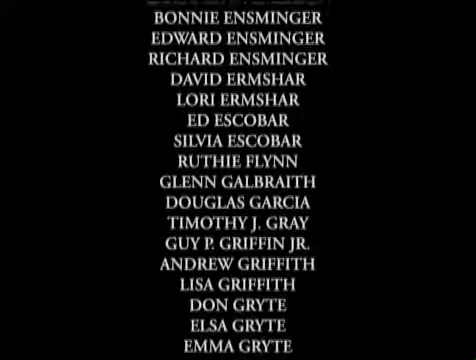 BONNIE ENSMINGER
EDWARD ENSMINGER
RICHARD ENSMINGER
DAVID ERMSHAR
LORI ERMSHAR
ED ESCOBAR
SILVIA ESCOBAR
RUTHIE FLYNN
GLENN GALBRAITH
DOUGLAS GARCIA
TIMOTHY J. GRAY
GUY P. GRIFFIN JR.
ANDREW GRIFFITH
LISA GRIFFITH
DON GRYTE
ELSA GRYTE
EMMA GRYTE